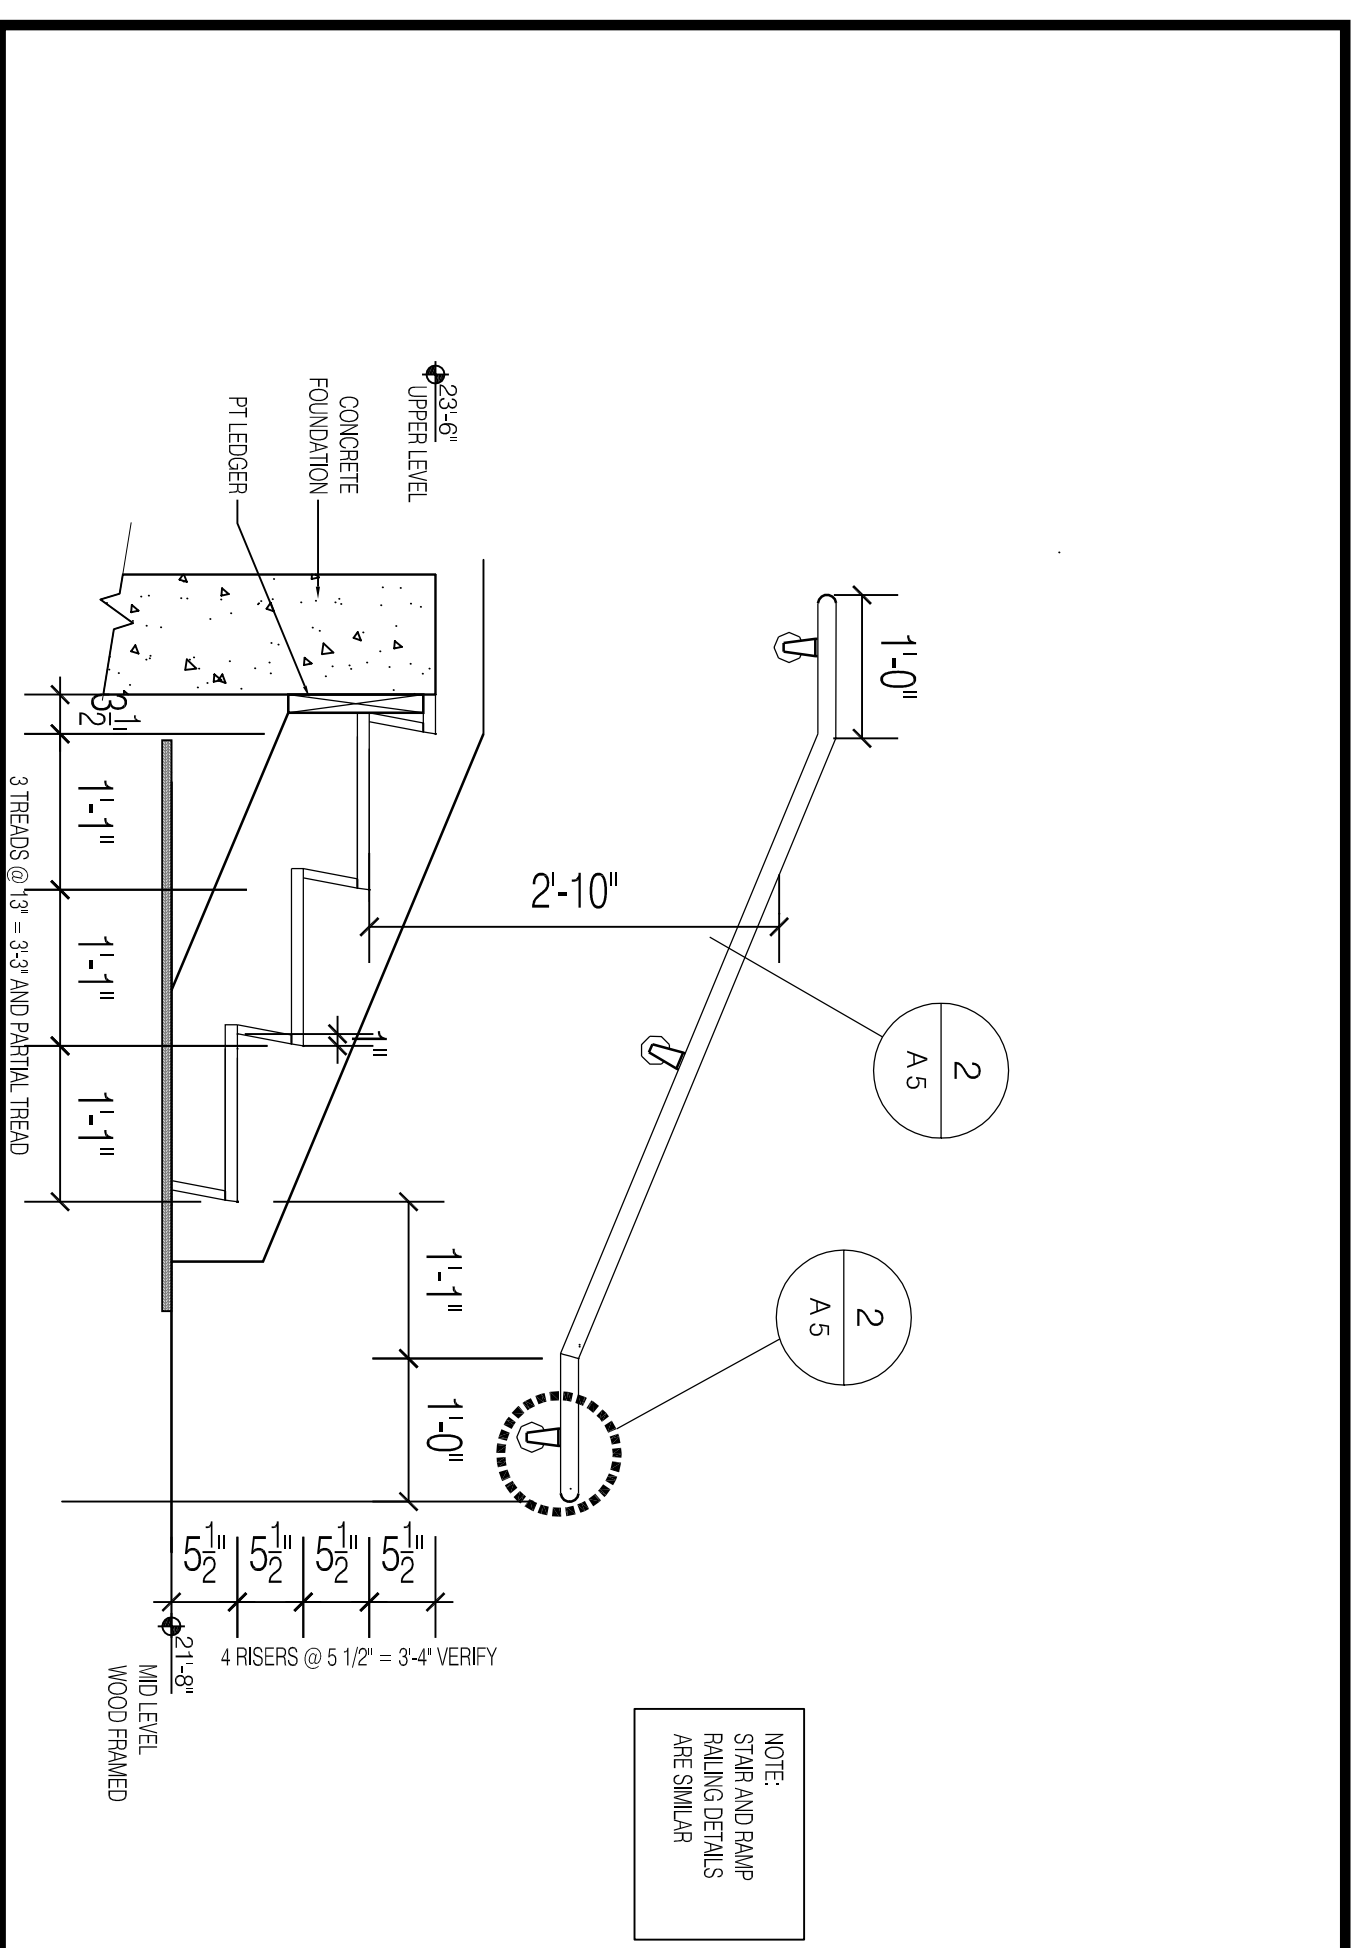 1'-0"
2
A 5
2
A 5
2'-10"
23'-6"
UPPER LEVEL
CONCRETE
FOUNDATION
PT LEDGER
1"
1'-1"
1'-0"
3 1/2"
1'-1"
1'-1"
1'-1"
3 TREADS @ 13" = 3'-3" AND PARTIAL TREAD
5 1/2"
5 1/2"
5 1/2"
5 1/2"
4 RISERS @ 5 1/2" = 3'-4" VERIFY
21'-8"
MID LEVEL
WOOD FRAMED
NOTE:
STAIR AND RAMP
RAILING DETAILS
ARE SIMILAR